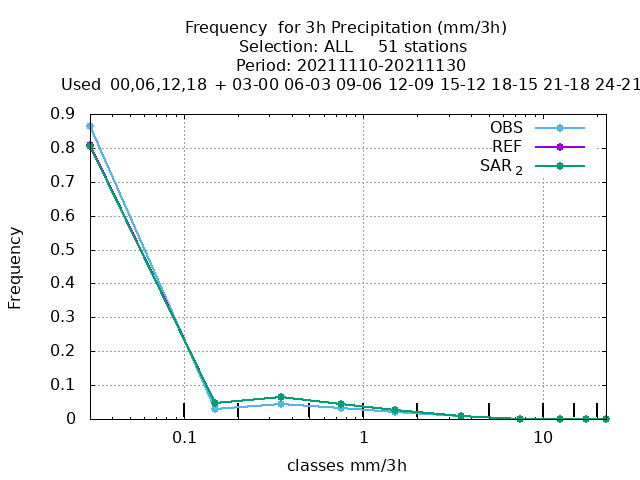 Frequency  for 3h Precipitation (mm/3h)
Selection: ALL     51 stations
Period: 20211110-20211130
Used  00,06,12,18  + 03-00 06-03 09-06 12-09 15-12 18-15 21-18 24-21
OBS
REF
SAR 2
Frequency
0.9
0.8
0.7
0.6
0.5
0.4
0.3
0.2
0.1
0
0.1 1 10
classes mm/3h